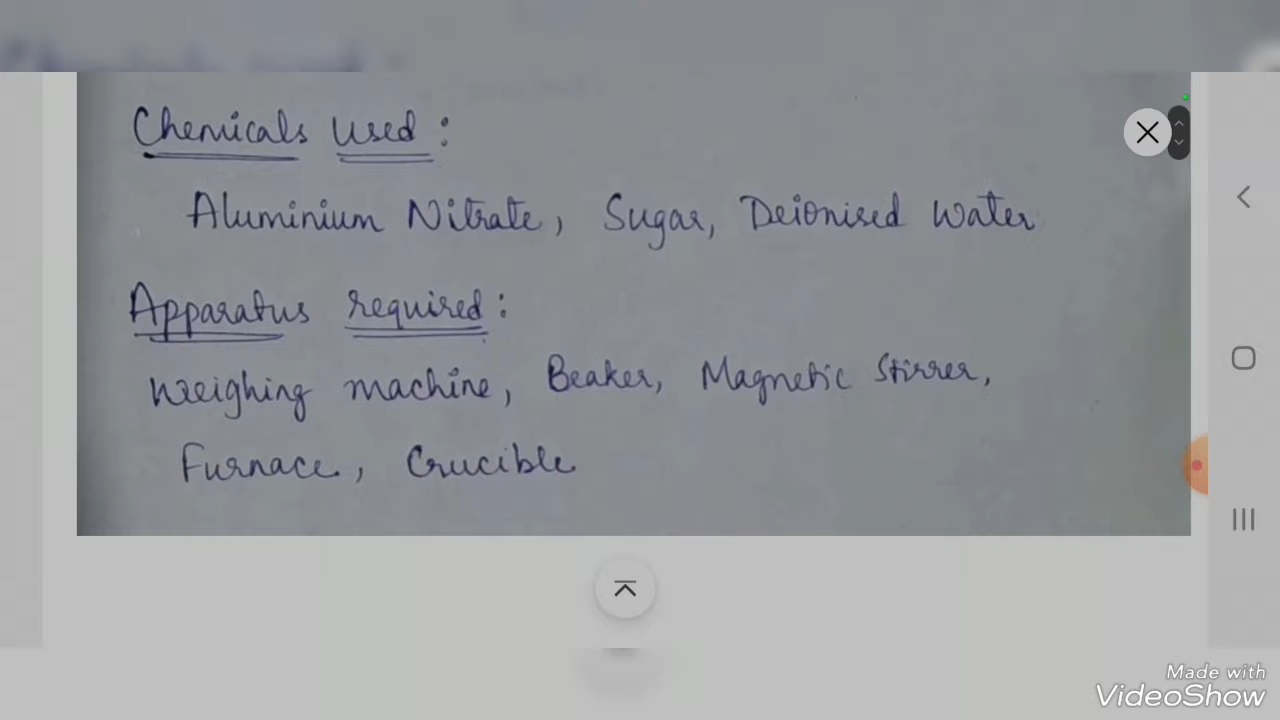 Chemicals Used :
Aluminium Nitrate, Sugar, Deionised Water
Apparatus required :
Weighing machine, Beaker, Magnetic Stirrer,
Furnace, Crucible
Made with
VideoShow